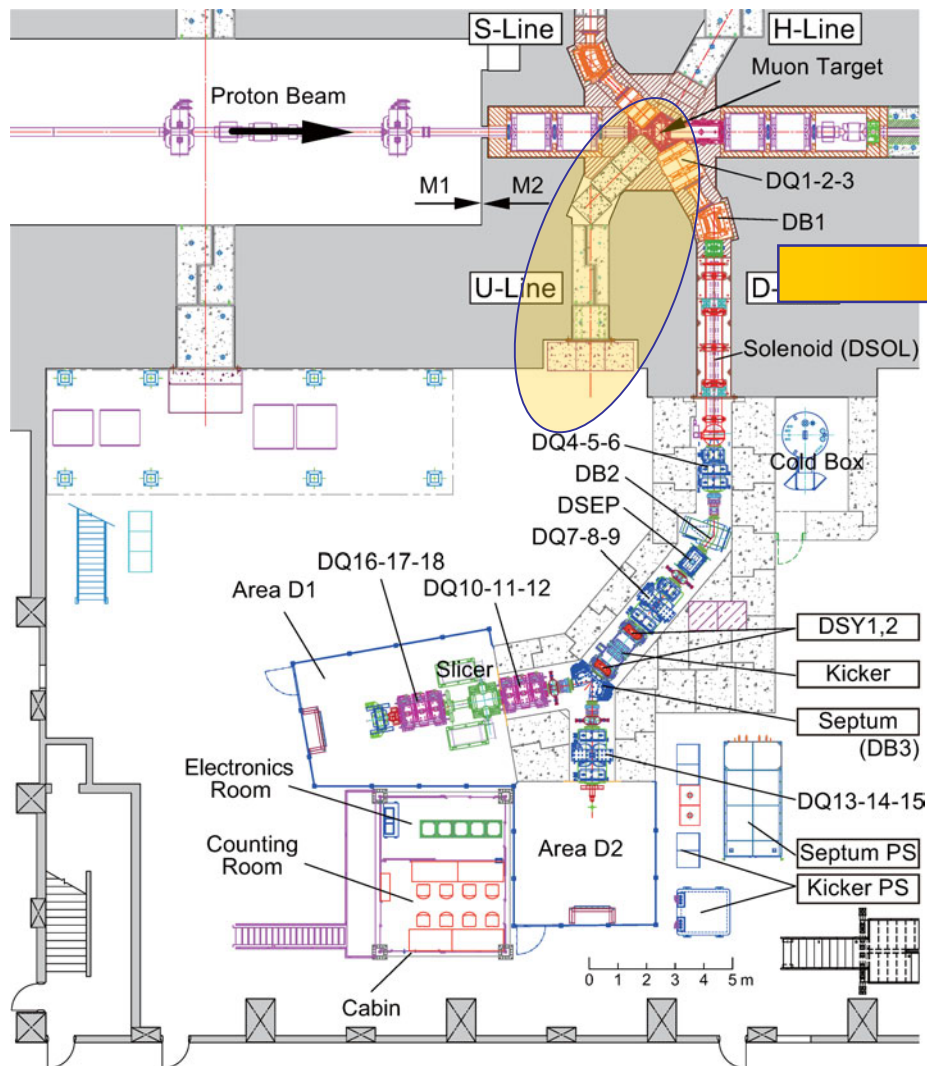 S-Line
H-Line
Muon Target
Proton Beam
M1
M2
DQ1-2-3
DB1
U-Line
D-
Solenoid (DSOL)
DQ4-5-6
Cold Box
DB2
DSEP
DQ7-8-9
DQ16-17-18
Area D1
DQ10-11-12
DSY1,2
Slicer
Kicker
Septum
(DB3)
Electronics
Room
DQ13-14-15
Counting
Room
Area D2
Septum PS
Kicker PS
0 1 2 3 4 5 m
Cabin